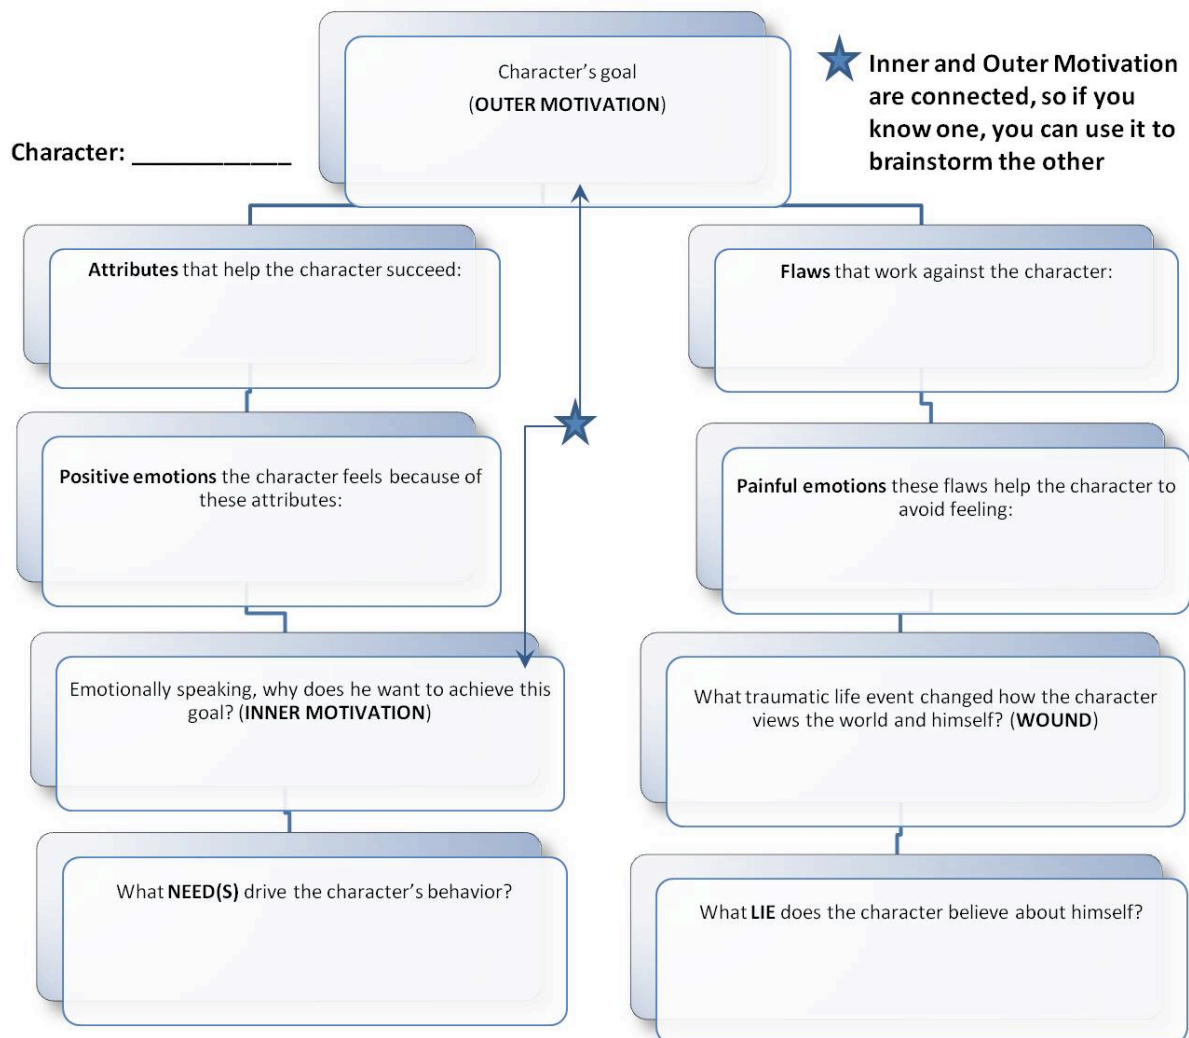 Character's goal
(OUTER MOTIVATION)
Inner and Outer Motivation
are connected, so if you
know one, you can use it to
brainstorm the other
Character: ____________
Attributes that help the character succeed:
Flaws that work against the character:
Positive emotions the character feels because of
these attributes:
Painful emotions these flaws help the character to
avoid feeling:
Emotionally speaking, why does he want to achieve this
goal? (INNER MOTIVATION)
What traumatic life event changed how the character
views the world and himself? (WOUND)
What NEED(S) drive the character's behavior?
What LIE does the character believe about himself?